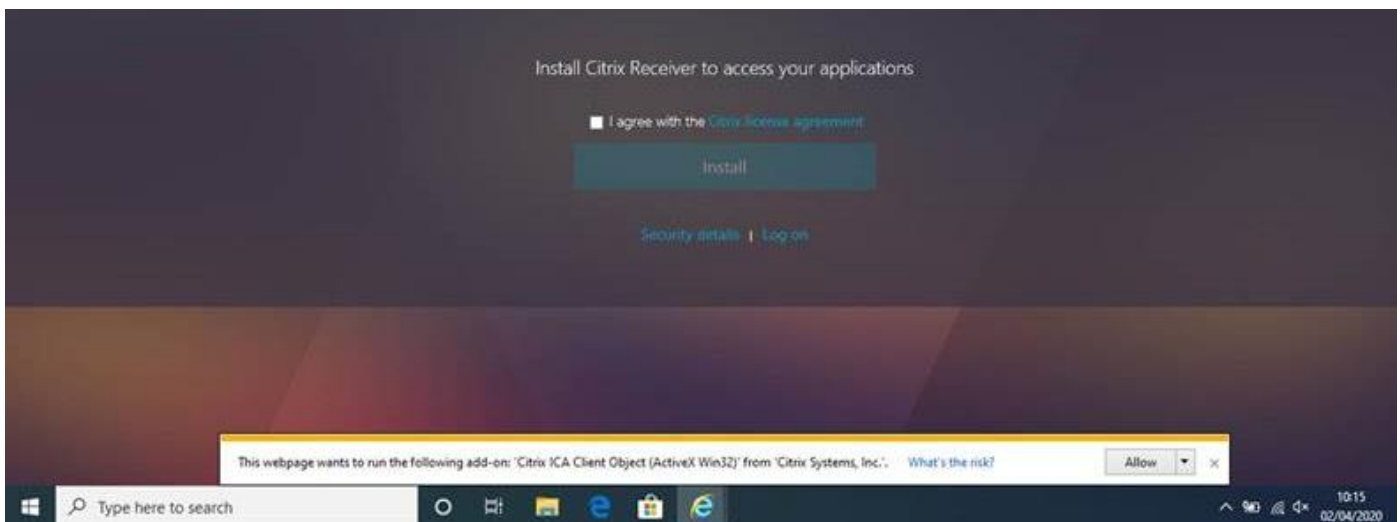 Install Citrix Receiver to access your applications
I agree with the Citrix license agreement
Install
Security details | Log on
This webpage wants to run the following add-on: 'Citrix ICA Client Object (ActiveX Win32)' from 'Citrix Systems, Inc.'. What's the risk? Allow
Type here to search
10:15
02/04/2020